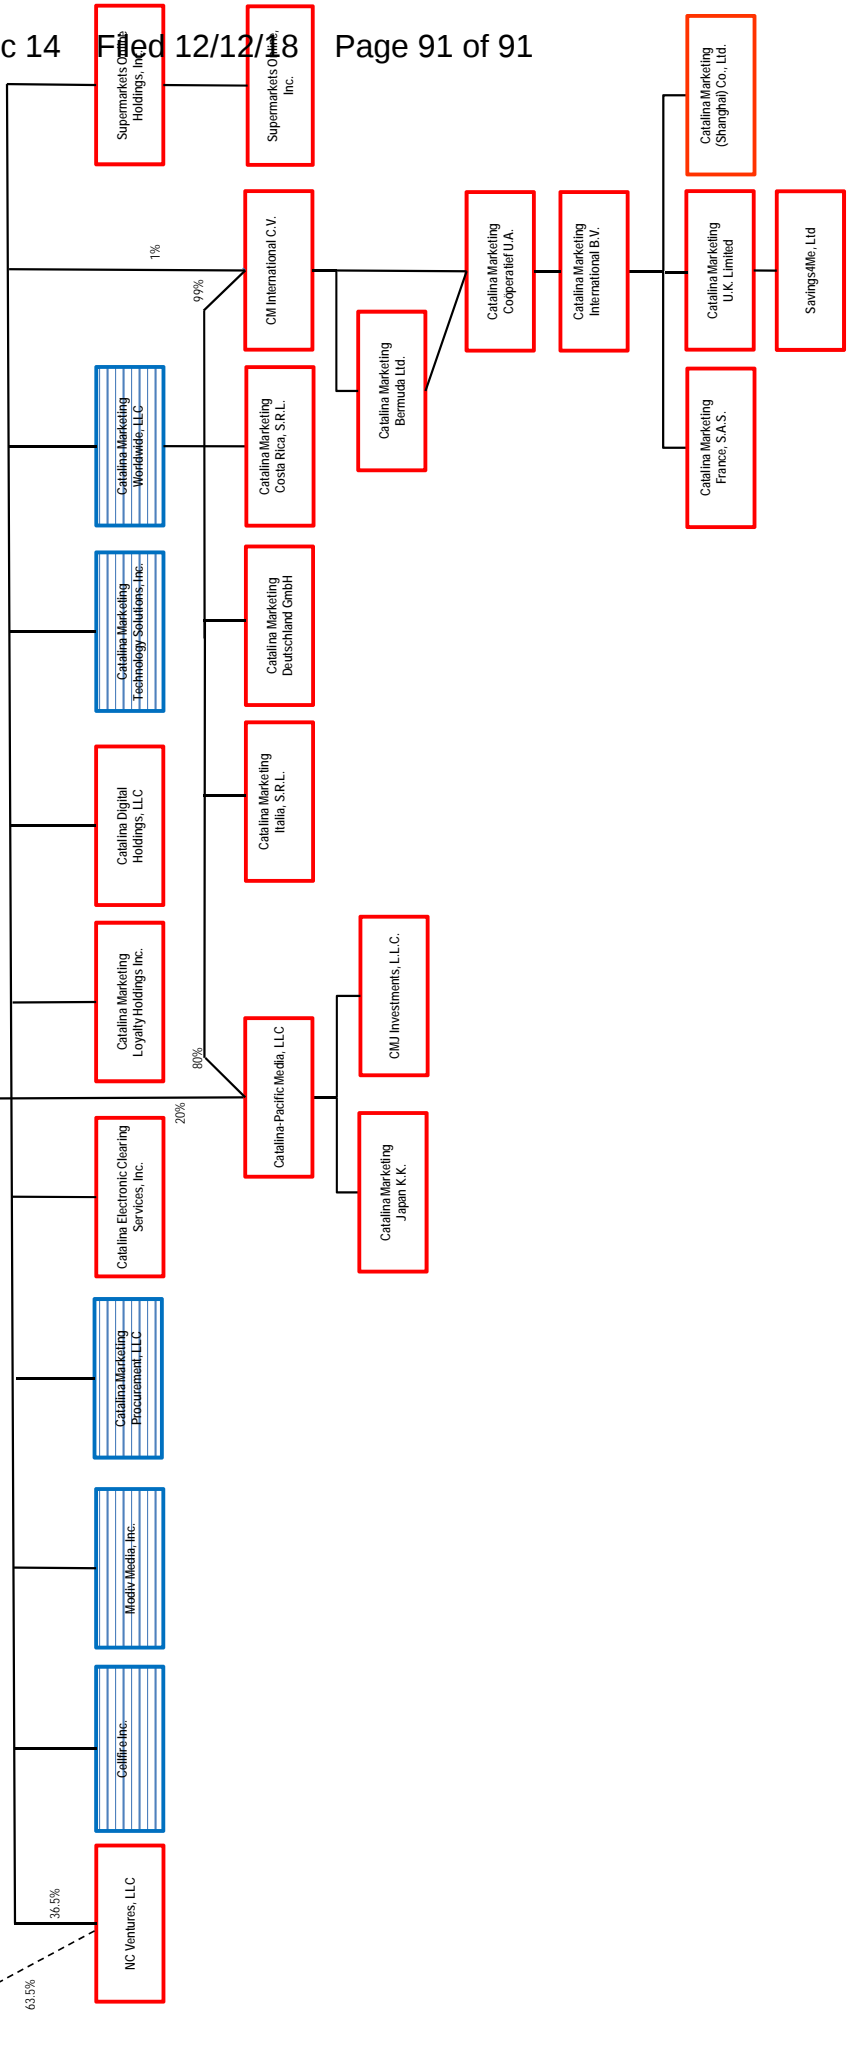 c 14 Filed 12/12/18 Page 91 of 91
63.5%
36.5%
NC Ventures, LLC
Cellfire Inc.
Modiv Media, Inc.
Catalina Marketing
Procurement, LLC
Catalina Electronic Clearing
Services, Inc.
Catalina Marketing
Loyalty Holdings Inc.
Catalina Digital
Holdings, LLC
Catalina Marketing
Technology Solutions, Inc.
Catalina Marketing
Worldwide, LLC
1%
Supermarkets Online
Holdings, Inc.
20%
80%
99%
Catalina-Pacific Media, LLC
Catalina Marketing
Italia, S.R.L.
Catalina Marketing
Deutschland GmbH
Catalina Marketing
Costa Rica, S.R.L.
CM International C.V.
Supermarkets Online,
Inc.
Catalina Marketing
Japan K.K.
CMJ Investments, L.L.C.
Catalina Marketing
Bermuda Ltd.
Catalina Marketing
Coöperatief U.A.
Catalina Marketing
International B.V.
Catalina Marketing
France, S.A.S.
Catalina Marketing
U.K. Limited
Catalina Marketing
(Shanghai) Co., Ltd.
Savings4Me, Ltd